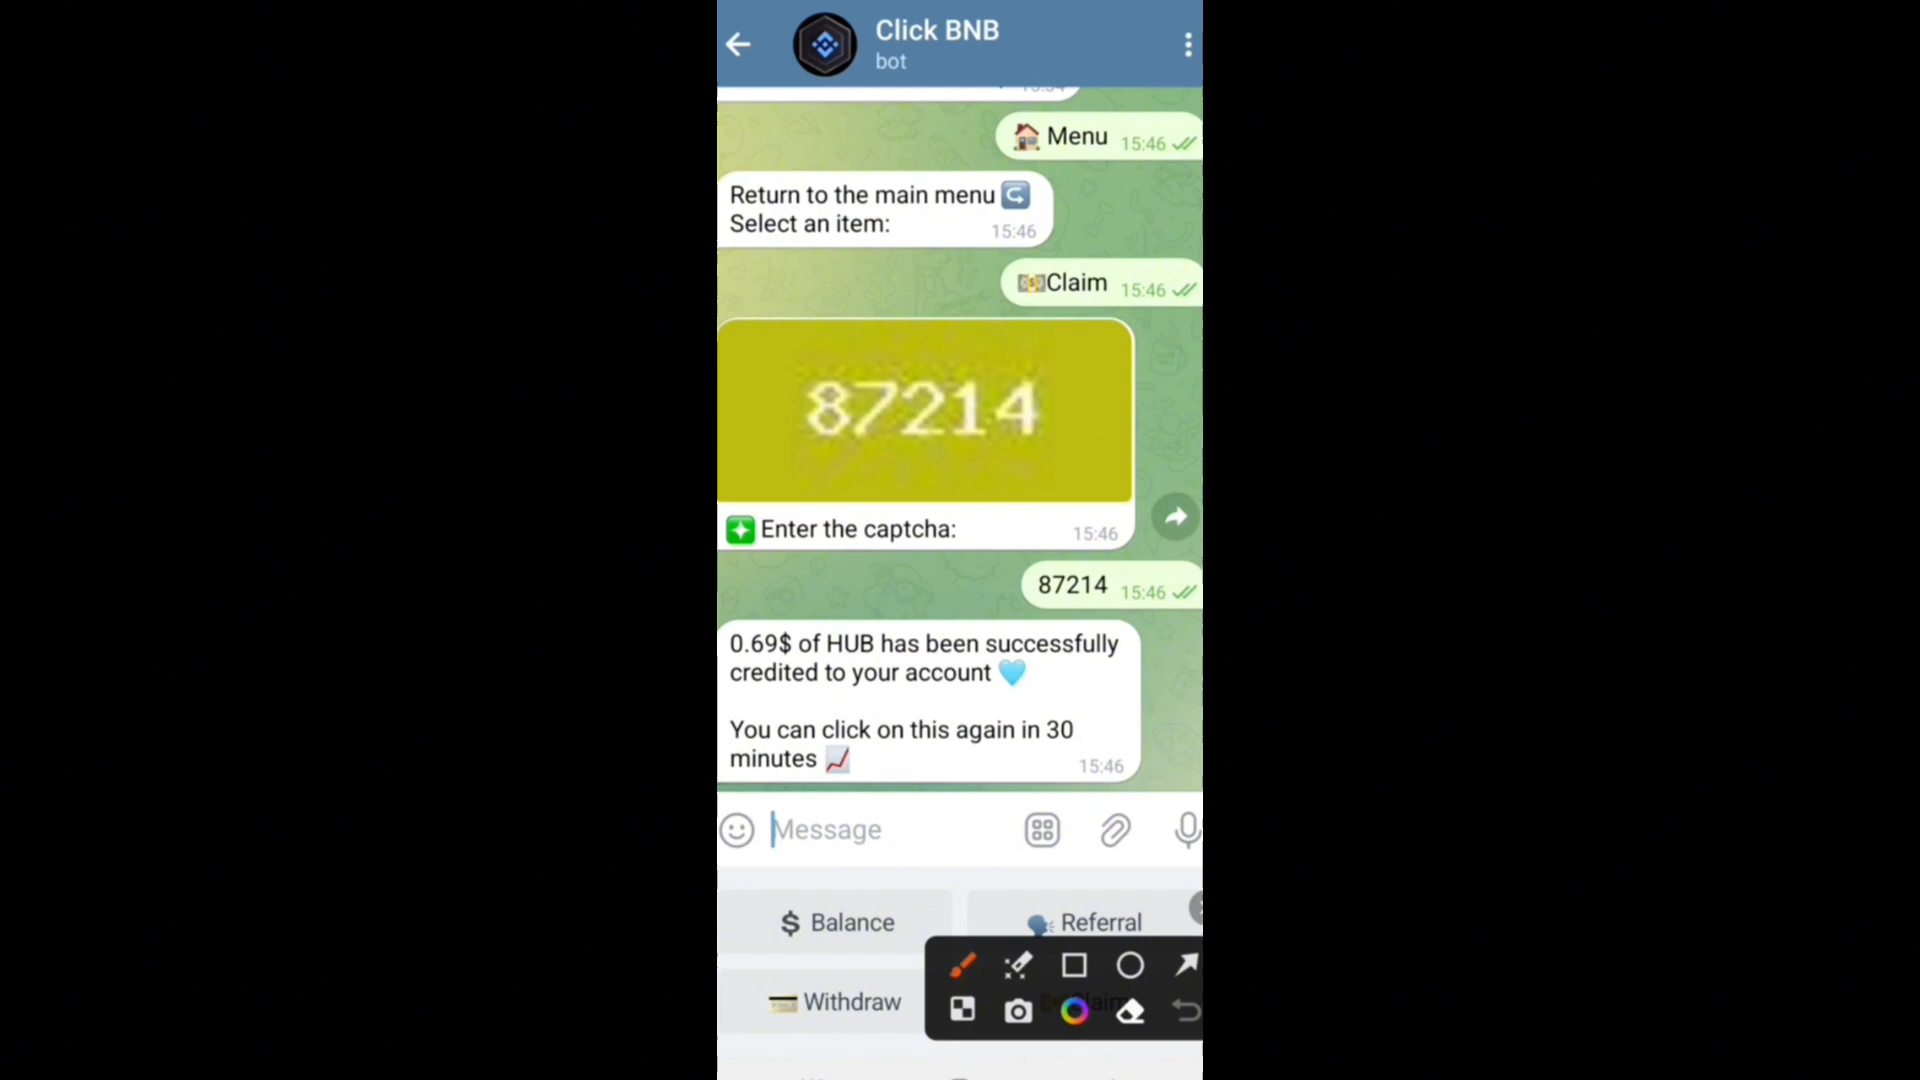 Click BNB
bot
Menu 15:46
Return to the main menu
Select an item: 15:46
Claim 15:46
87214
Enter the captcha: 15:46
87214 15:46
0.69$ of HUB has been successfully
credited to your account
You can click on this again in 30
minutes 15:46
Message
$ Balance
Referral
Withdraw